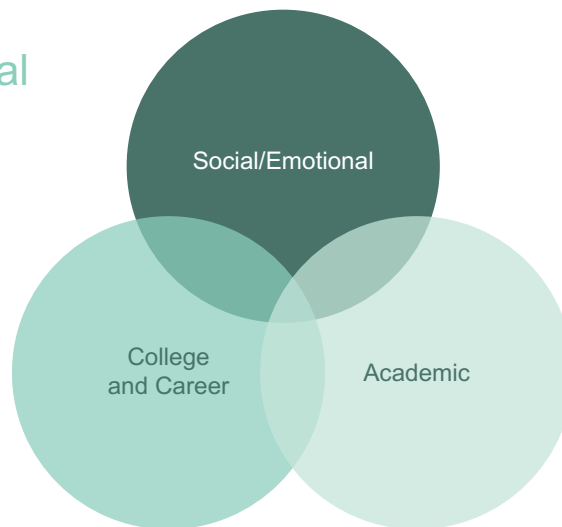 al
Social/Emotional
College
and Career
Academic